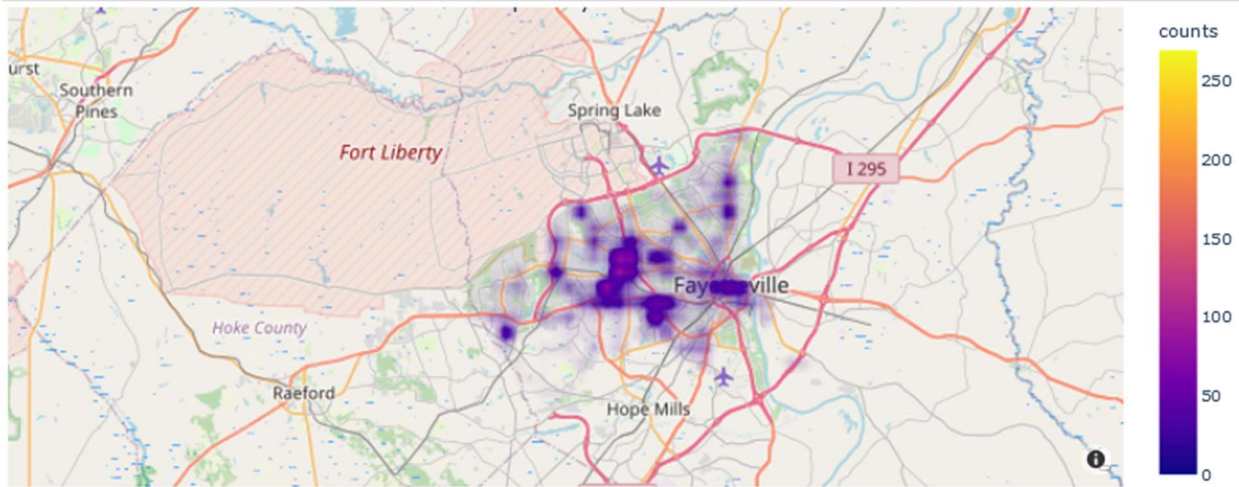 counts
urst
Southern
Pines
Spring Lake
Fort Liberty
I 295
250
200
150
100
50
0
Fayetteville
Hoke County
Raeford
Hope Mills